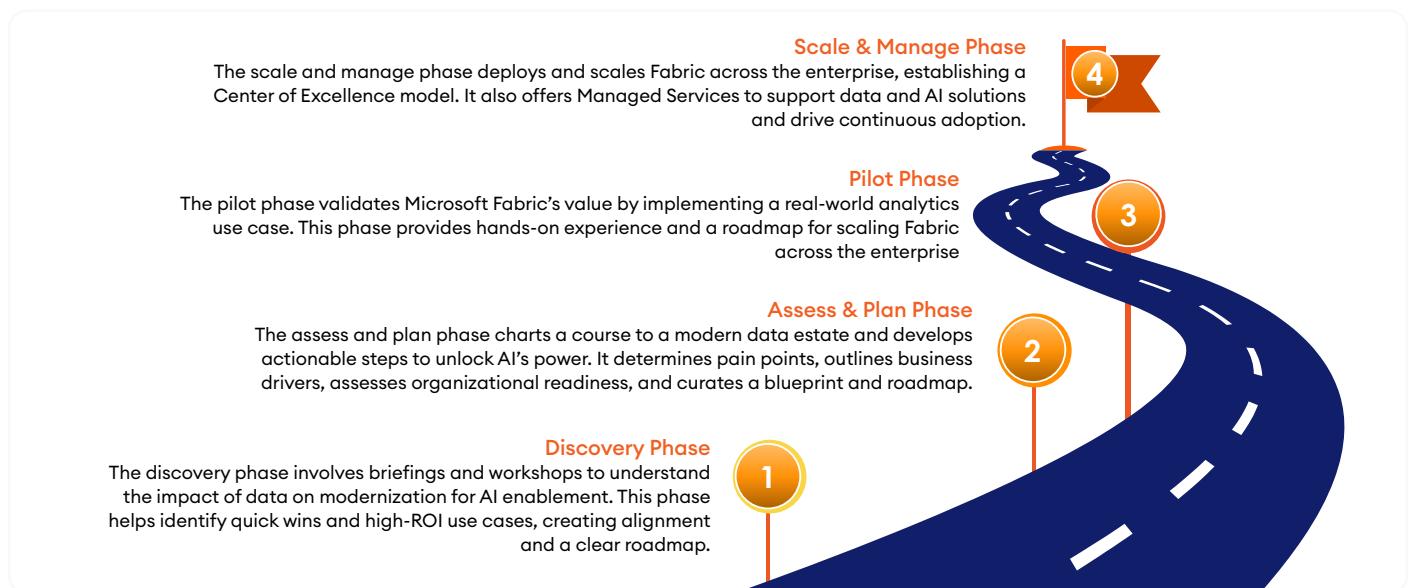 Scale & Manage Phase
The scale and manage phase deploys and scales Fabric across the enterprise, establishing a
Center of Excellence model. It also offers Managed Services to support data and AI solutions
and drive continuous adoption.
4
Pilot Phase
The pilot phase validates Microsoft Fabric’s value by implementing a real-world analytics
use case. This phase provides hands-on experience and a roadmap for scaling Fabric
across the enterprise
3
Assess & Plan Phase
The assess and plan phase charts a course to a modern data estate and develops
actionable steps to unlock AI’s power. It determines pain points, outlines business
drivers, assesses organizational readiness, and curates a blueprint and roadmap.
2
Discovery Phase
The discovery phase involves briefings and workshops to understand
the impact of data on modernization for AI enablement. This phase
helps identify quick wins and high-ROI use cases, creating alignment
and a clear roadmap.
1